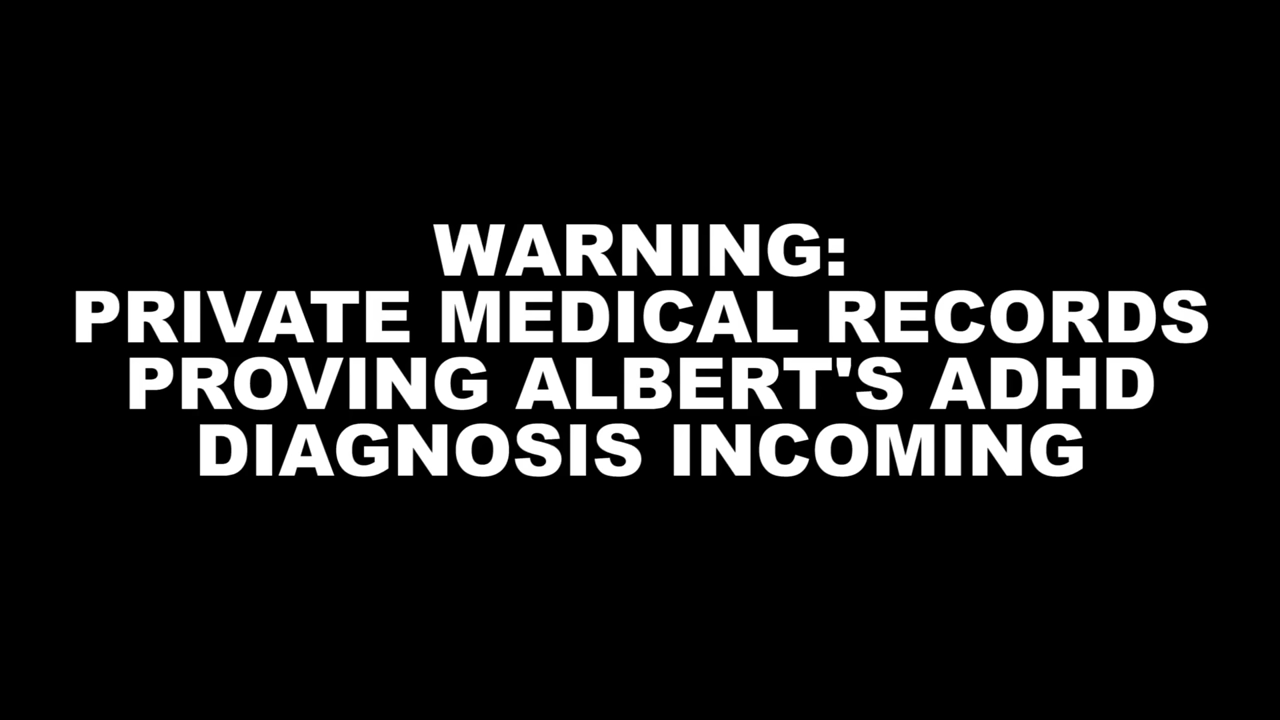 WARNING:
PRIVATE MEDICAL RECORDS
PROVING ALBERT'S ADHD
DIAGNOSIS INCOMING